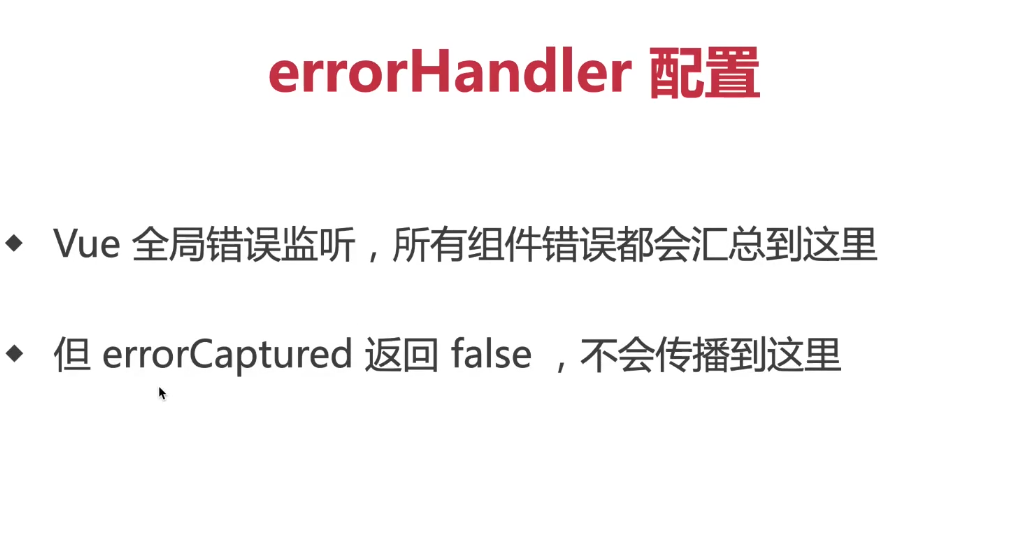 errorHandler 配置
◆ Vue 全局错误监听，所有组件错误都会汇总到这里
◆ 但 errorCaptured 返回 false ，不会传播到这里